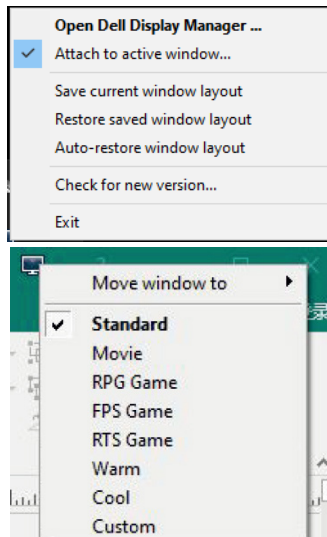 Open Dell Display Manager ...
Attach to active window...
Save current window layout
Restore saved window layout
Auto-restore window layout
Check for new version...
Exit
Move window to
Standard
Movie
RPG Game
FPS Game
RTS Game
Warm
Cool
Custom